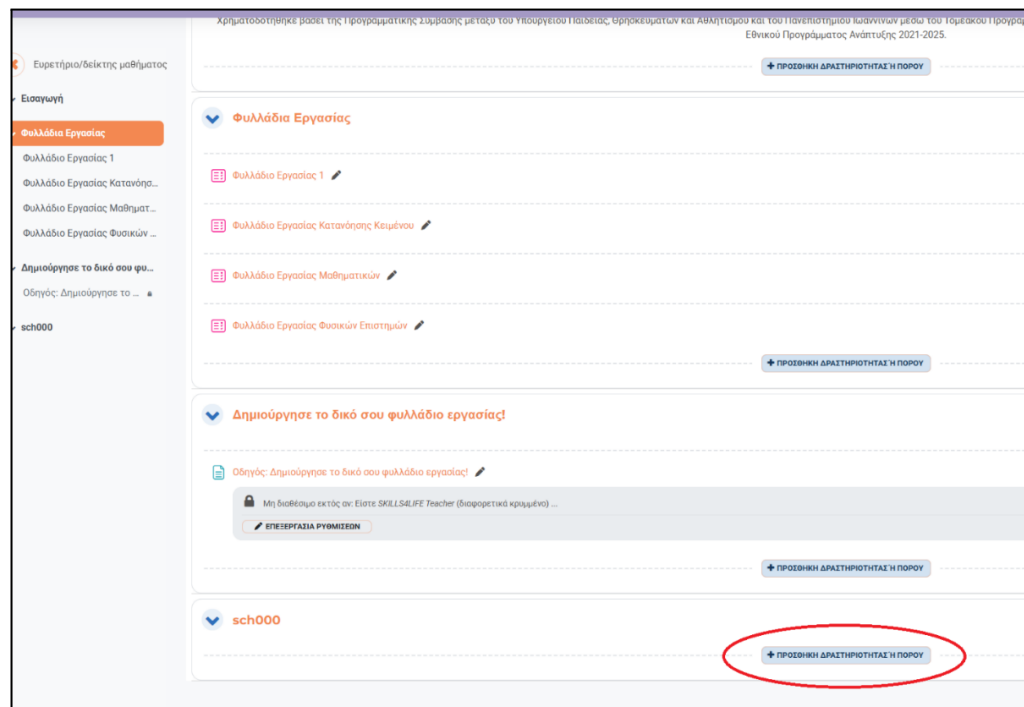 Χρηματοδοτήθηκε βάσει της Προγραμματικής Σύμβασης μεταξύ του Υπουργείου Παιδείας, Θρησκευμάτων και Αθλητισμού και του Πανεπιστημίου Ιωαννίνων μέσω του Τομεακού Προγρα
Εθνικού Προγράμματος Ανάπτυξης 2021-2025.
+ ΠΡΟΣΘΗΚΗ ΔΡΑΣΤΗΡΙΟΤΗΤΑΣ Ή ΠΟΡΟΥ
Ευρετήριο/δείκτης μαθήματος
Εισαγωγή
Φυλλάδια Εργασίας
Φυλλάδιο Εργασίας 1
Φυλλάδιο Εργασίας Κατανόησ...
Φυλλάδιο Εργασίας Μαθηματ...
Φυλλάδιο Εργασίας Φυσικών ...
Δημιούργησε το δικό σου φυ...
Οδηγός: Δημιούργησε το ...
sch000
Φυλλάδια Εργασίας
Φυλλάδιο Εργασίας 1
Φυλλάδιο Εργασίας Κατανόησης Κειμένου
Φυλλάδιο Εργασίας Μαθηματικών
Φυλλάδιο Εργασίας Φυσικών Επιστημών
+ ΠΡΟΣΘΗΚΗ ΔΡΑΣΤΗΡΙΟΤΗΤΑΣ Ή ΠΟΡΟΥ
Δημιούργησε το δικό σου φυλλάδιο εργασίας!
Οδηγός: Δημιούργησε το δικό σου φυλλάδιο εργασίας!
Μη διαθέσιμο εκτός αν: Είστε SKILLS4LIFE Teacher (διαφορετικά κρυμμένο) ...
ΕΠΕΞΕΡΓΑΣΙΑ ΡΥΘΜΙΣΕΩΝ
+ ΠΡΟΣΘΗΚΗ ΔΡΑΣΤΗΡΙΟΤΗΤΑΣ Ή ΠΟΡΟΥ
sch000
+ ΠΡΟΣΘΗΚΗ ΔΡΑΣΤΗΡΙΟΤΗΤΑΣ Ή ΠΟΡΟΥ